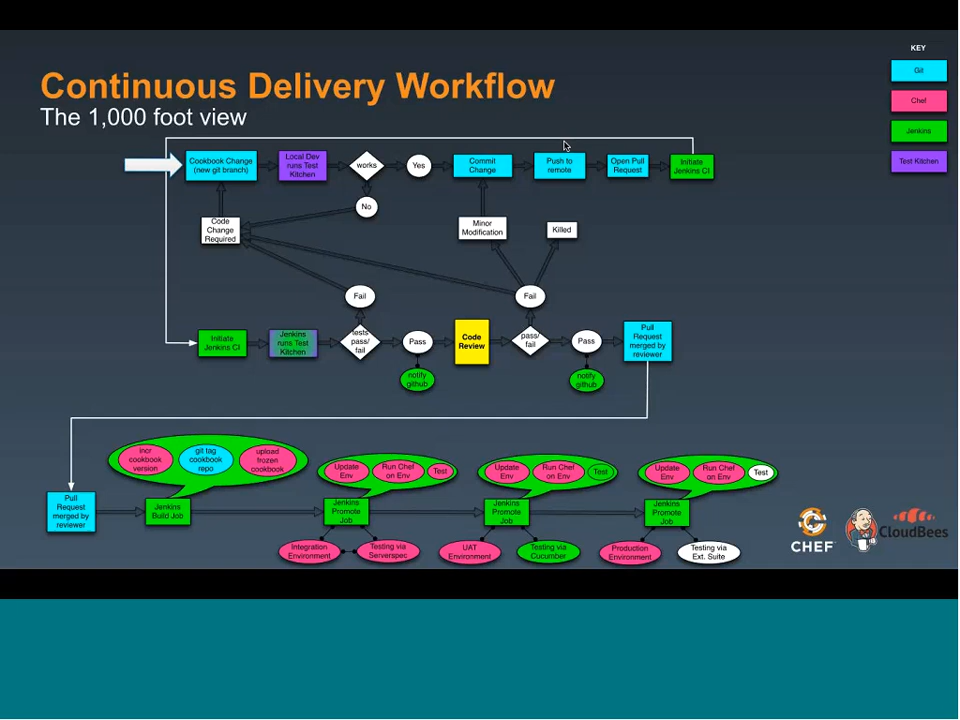 KEY
Git
Chef
Jenkins
Test Kitchen
Continuous Delivery Workflow
The 1,000 foot view
Cookbook Change
(new git branch)
Local Dev
runs Test
Kitchen
works
Yes
Commit
Change
Push to
remote
Open Pull
Request
Initiate
Jenkins CI
No
Code
Change
Required
Minor
Modification
Killed
Fail
Fail
Initiate
Jenkins CI
Jenkins
runs Test
Kitchen
tests
pass/
fail
Pass
Code
Review
pass/
fail
Pass
Pull
Request
merged by
reviewer
notify
github
notify
github
incr
cookbook
version
git tag
cookbook
repo
upload
frozen
cookbook
Update
Env
Run Chef
on Env
Test
Update
Env
Run Chef
on Env
Test
Update
Env
Run Chef
on Env
Test
Pull
Request
merged by
reviewer
Jenkins
Build Job
Jenkins
Promote
Job
Jenkins
Promote
Job
Jenkins
Promote
Job
Integration
Environment
Testing via
Serverspec
UAT
Environment
Testing via
Cucumber
Production
Environment
Testing via
Ext. Suite
CHEF
CloudBees